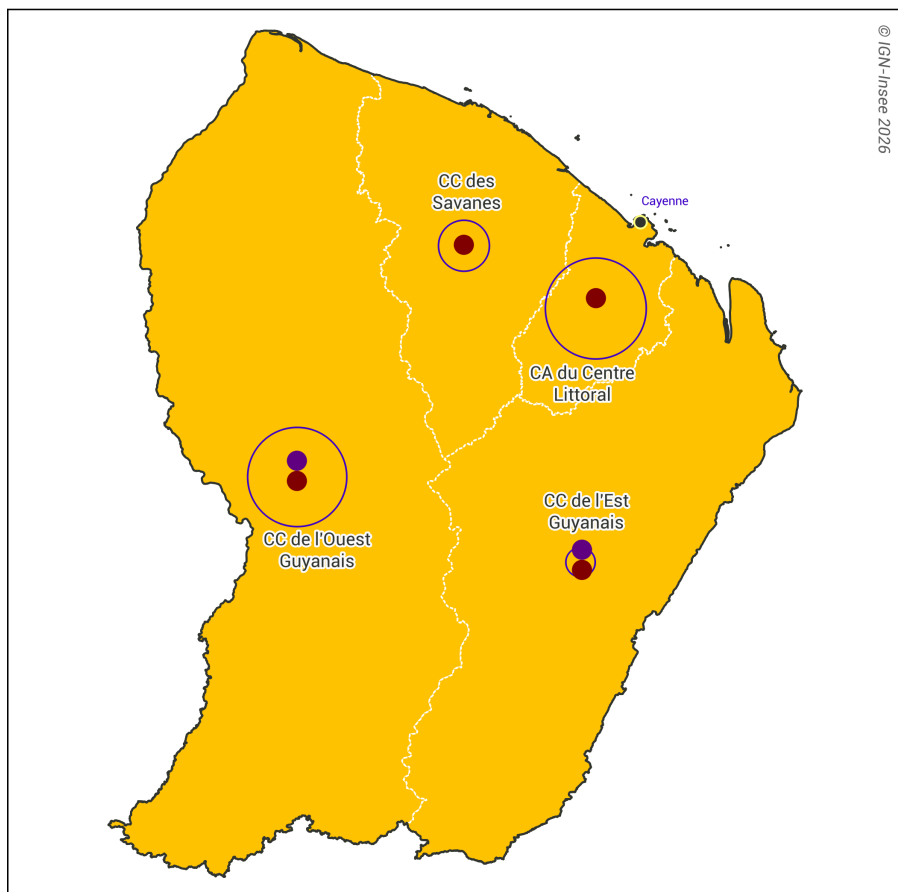 © IGN-Insee 2026
CC des
Savanes
Cayenne
CA du Centre
Littoral
CC de l'Ouest
Guyanais
CC de l'Est
Guyanais